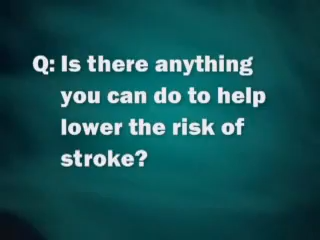 Q: Is there anything
you can do to help
lower the risk of
stroke?